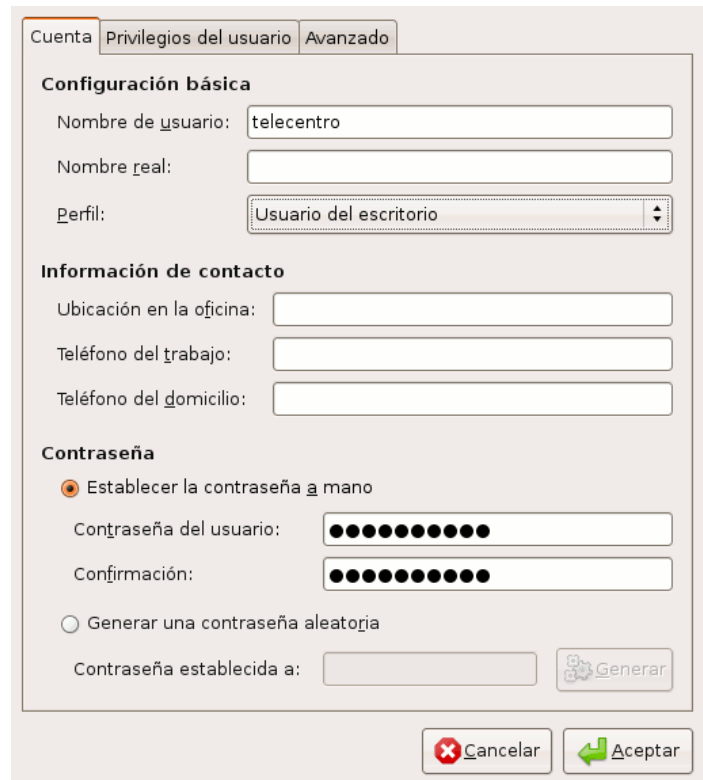 Cuenta Privilegios del usuario Avanzado
Configuración básica
Nombre de usuario: telecentro
Nombre real:
Perfil: Usuario del escritorio
Información de contacto
Ubicación en la oficina:
Teléfono del trabajo:
Teléfono del domicilio:
Contraseña
Establecer la contraseña a mano
Contraseña del usuario: ●●●●●●●●●●
Confirmación: ●●●●●●●●●●
Generar una contraseña aleatoria
Contraseña establecida a: Generar
Cancelar Aceptar